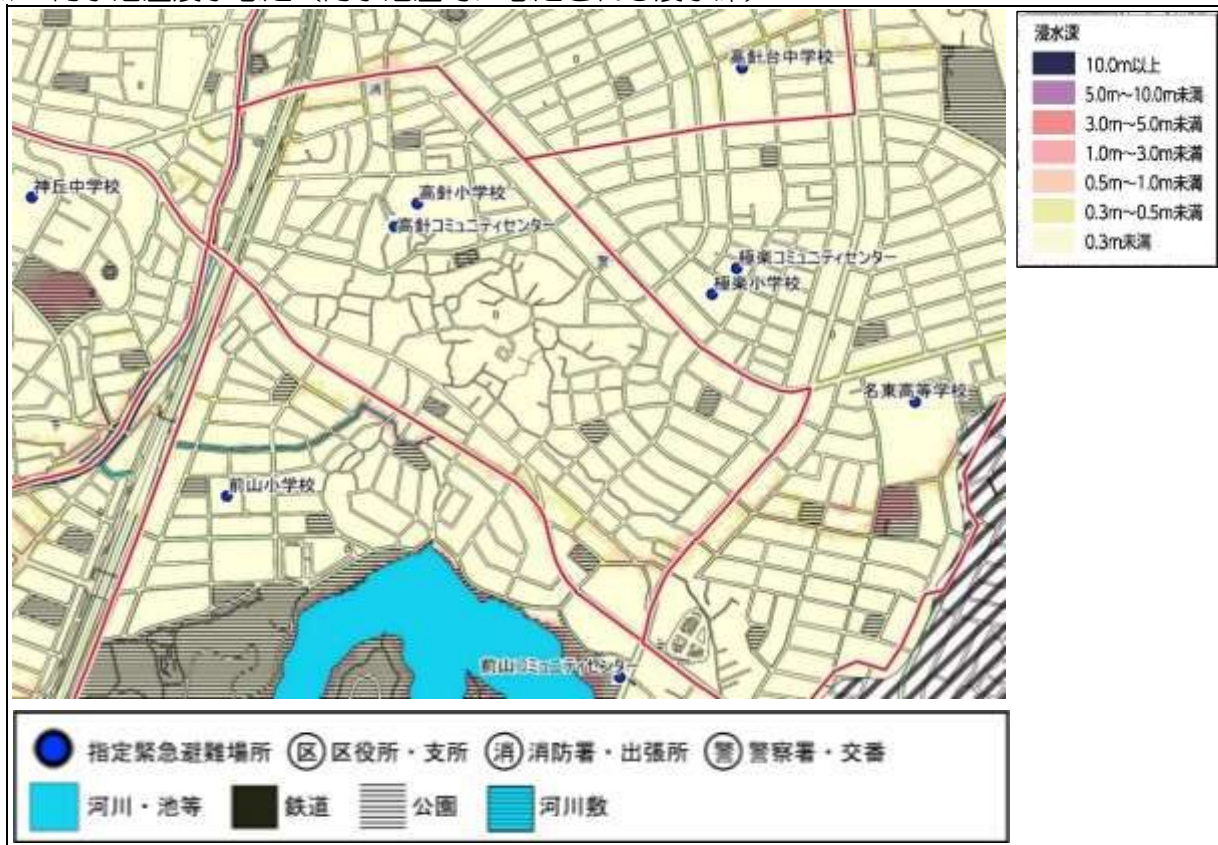 高針台中学校
浸水深
10.0m以上
5.0m～10.0m未満
3.0m～5.0m未満
1.0m～3.0m未満
0.5m～1.0m未満
0.3m～0.5m未満
0.3m未満
消
神丘中学校
高針小学校
高針コミュニティセンター
極楽コミュニティセンター
極楽小学校
名東高等学校
前山小学校
前山コミュニティセンター
指定緊急避難場所 区 区役所・支所 消 消防署・出張所 警 警察署・交番
河川・池等 鉄道 公園 河川敷